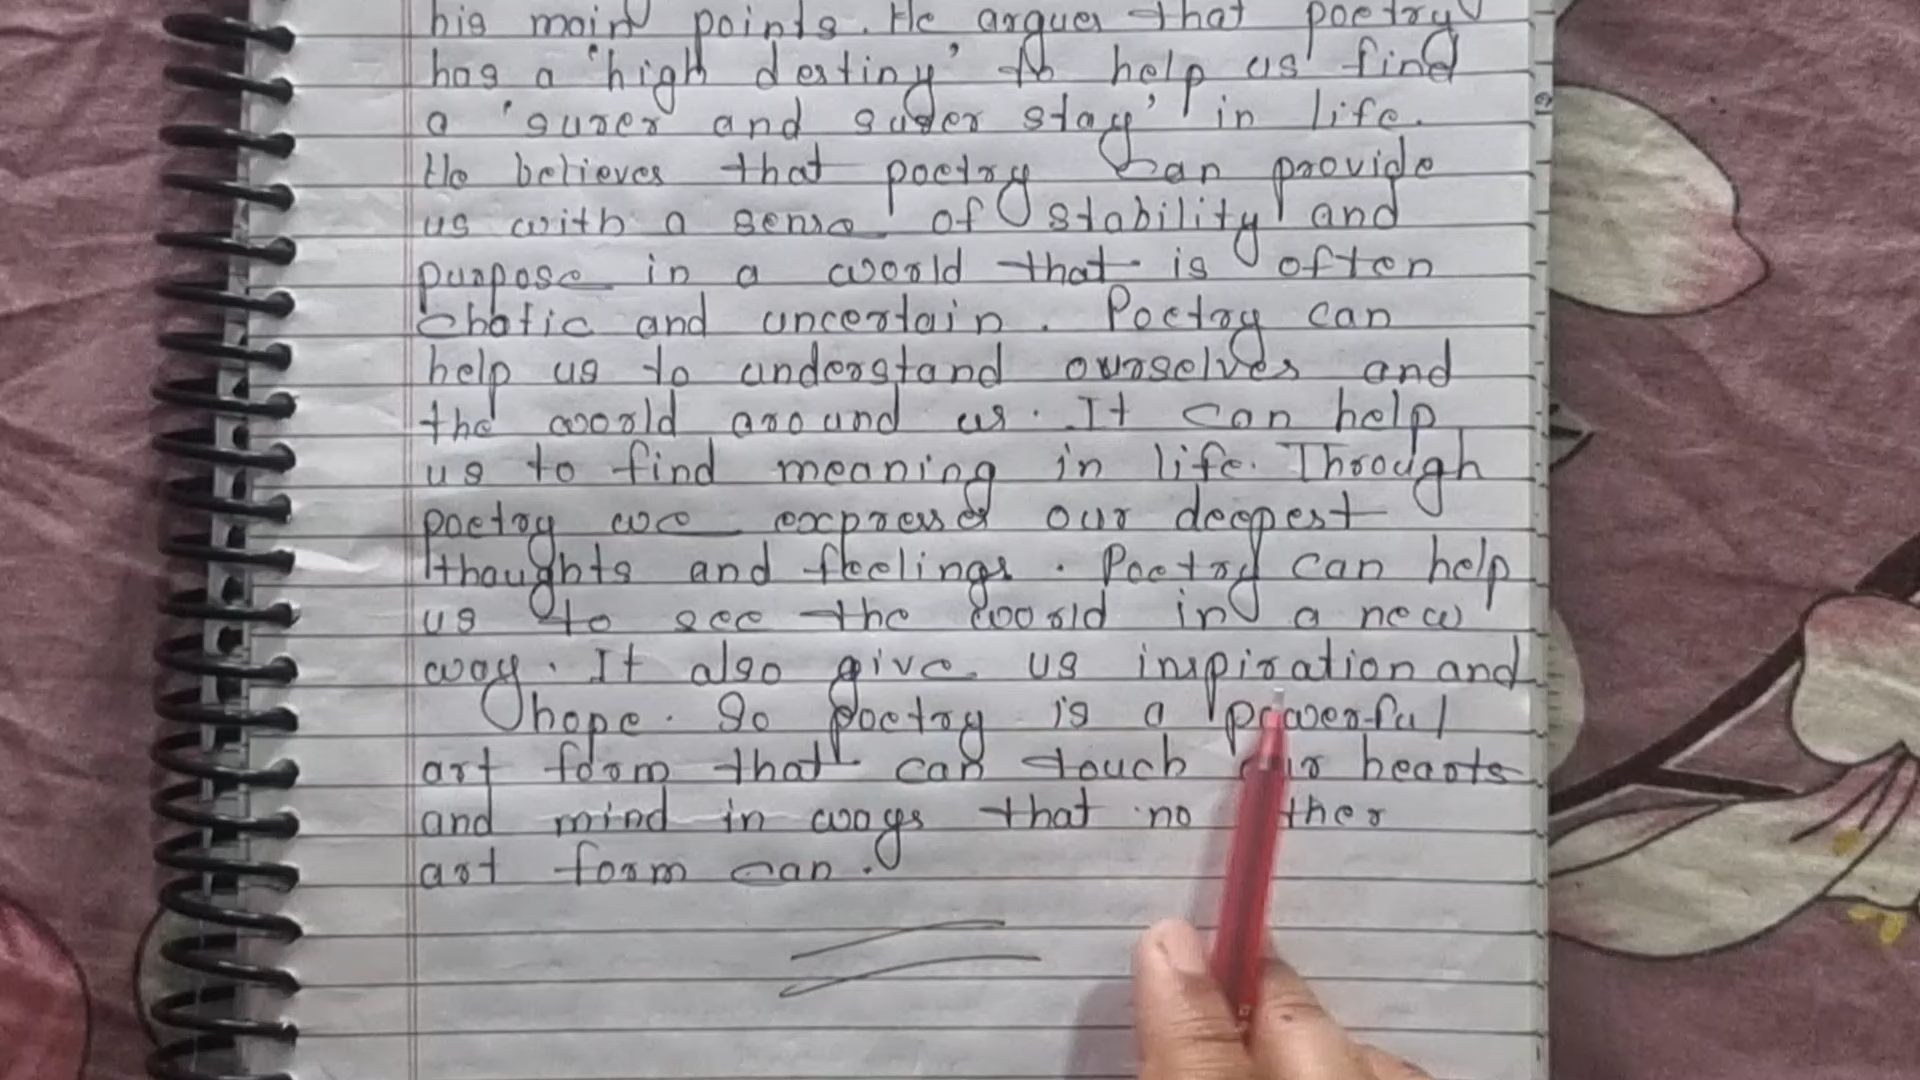 his main points. He argues that poetry
has a 'high destiny' to help us find
a 'surer and surer stay' in life.
He believes that poetry can provide
us with a sense of stability and
purpose in a world that is often
chotic and uncertain. Poetry can
help us to understand ourselves and
the world around us. It can help
us to find meaning in life. Through
poetry we express our deepest
thoughts and feelings. Poetry can help
us to see the world in a new
way. It also give us inspiration and
hope. So poetry is a powerful
art form that can touch our hearts
and mind in ways that no other
art form can.